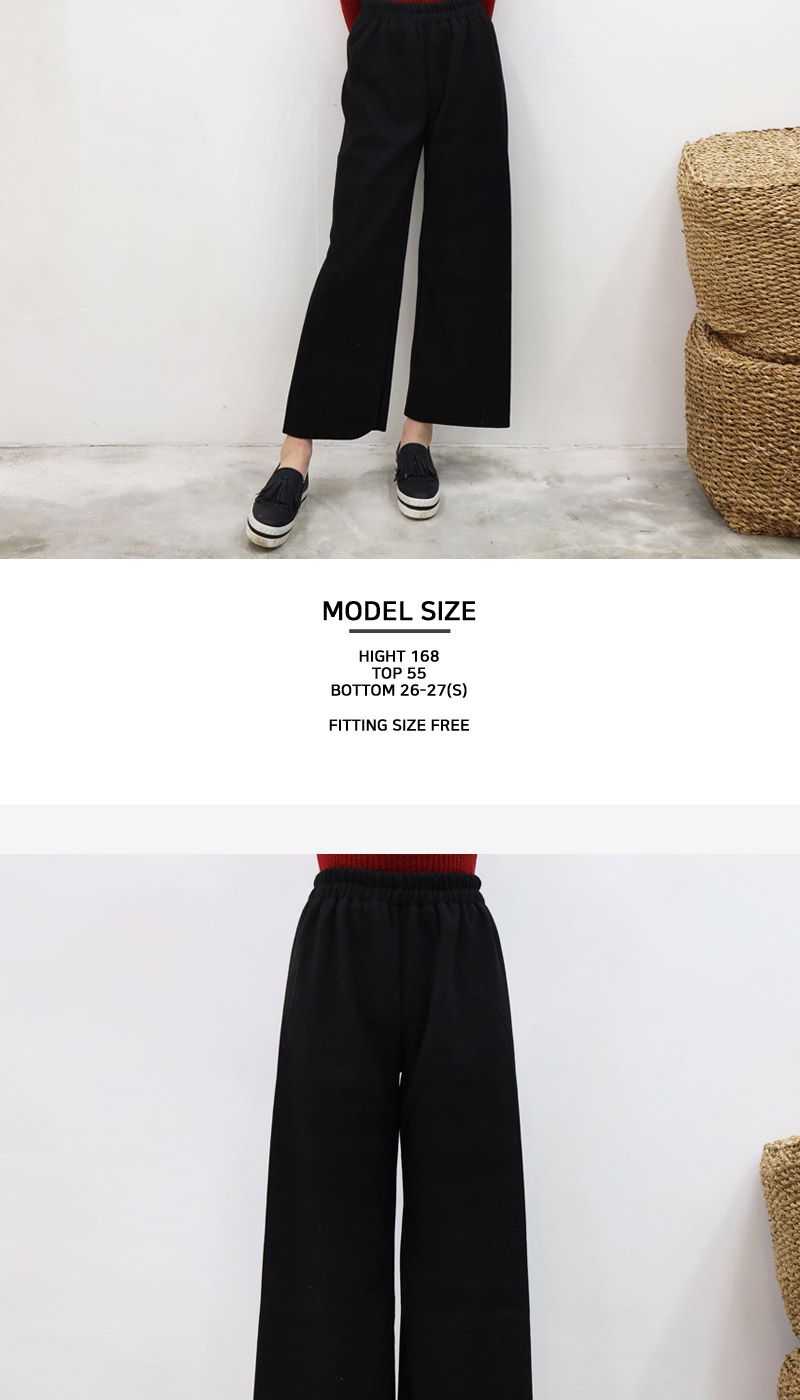 MODEL SIZE
HIGHT 168
TOP 55
BOTTOM 26-27(S)
FITTING SIZE FREE